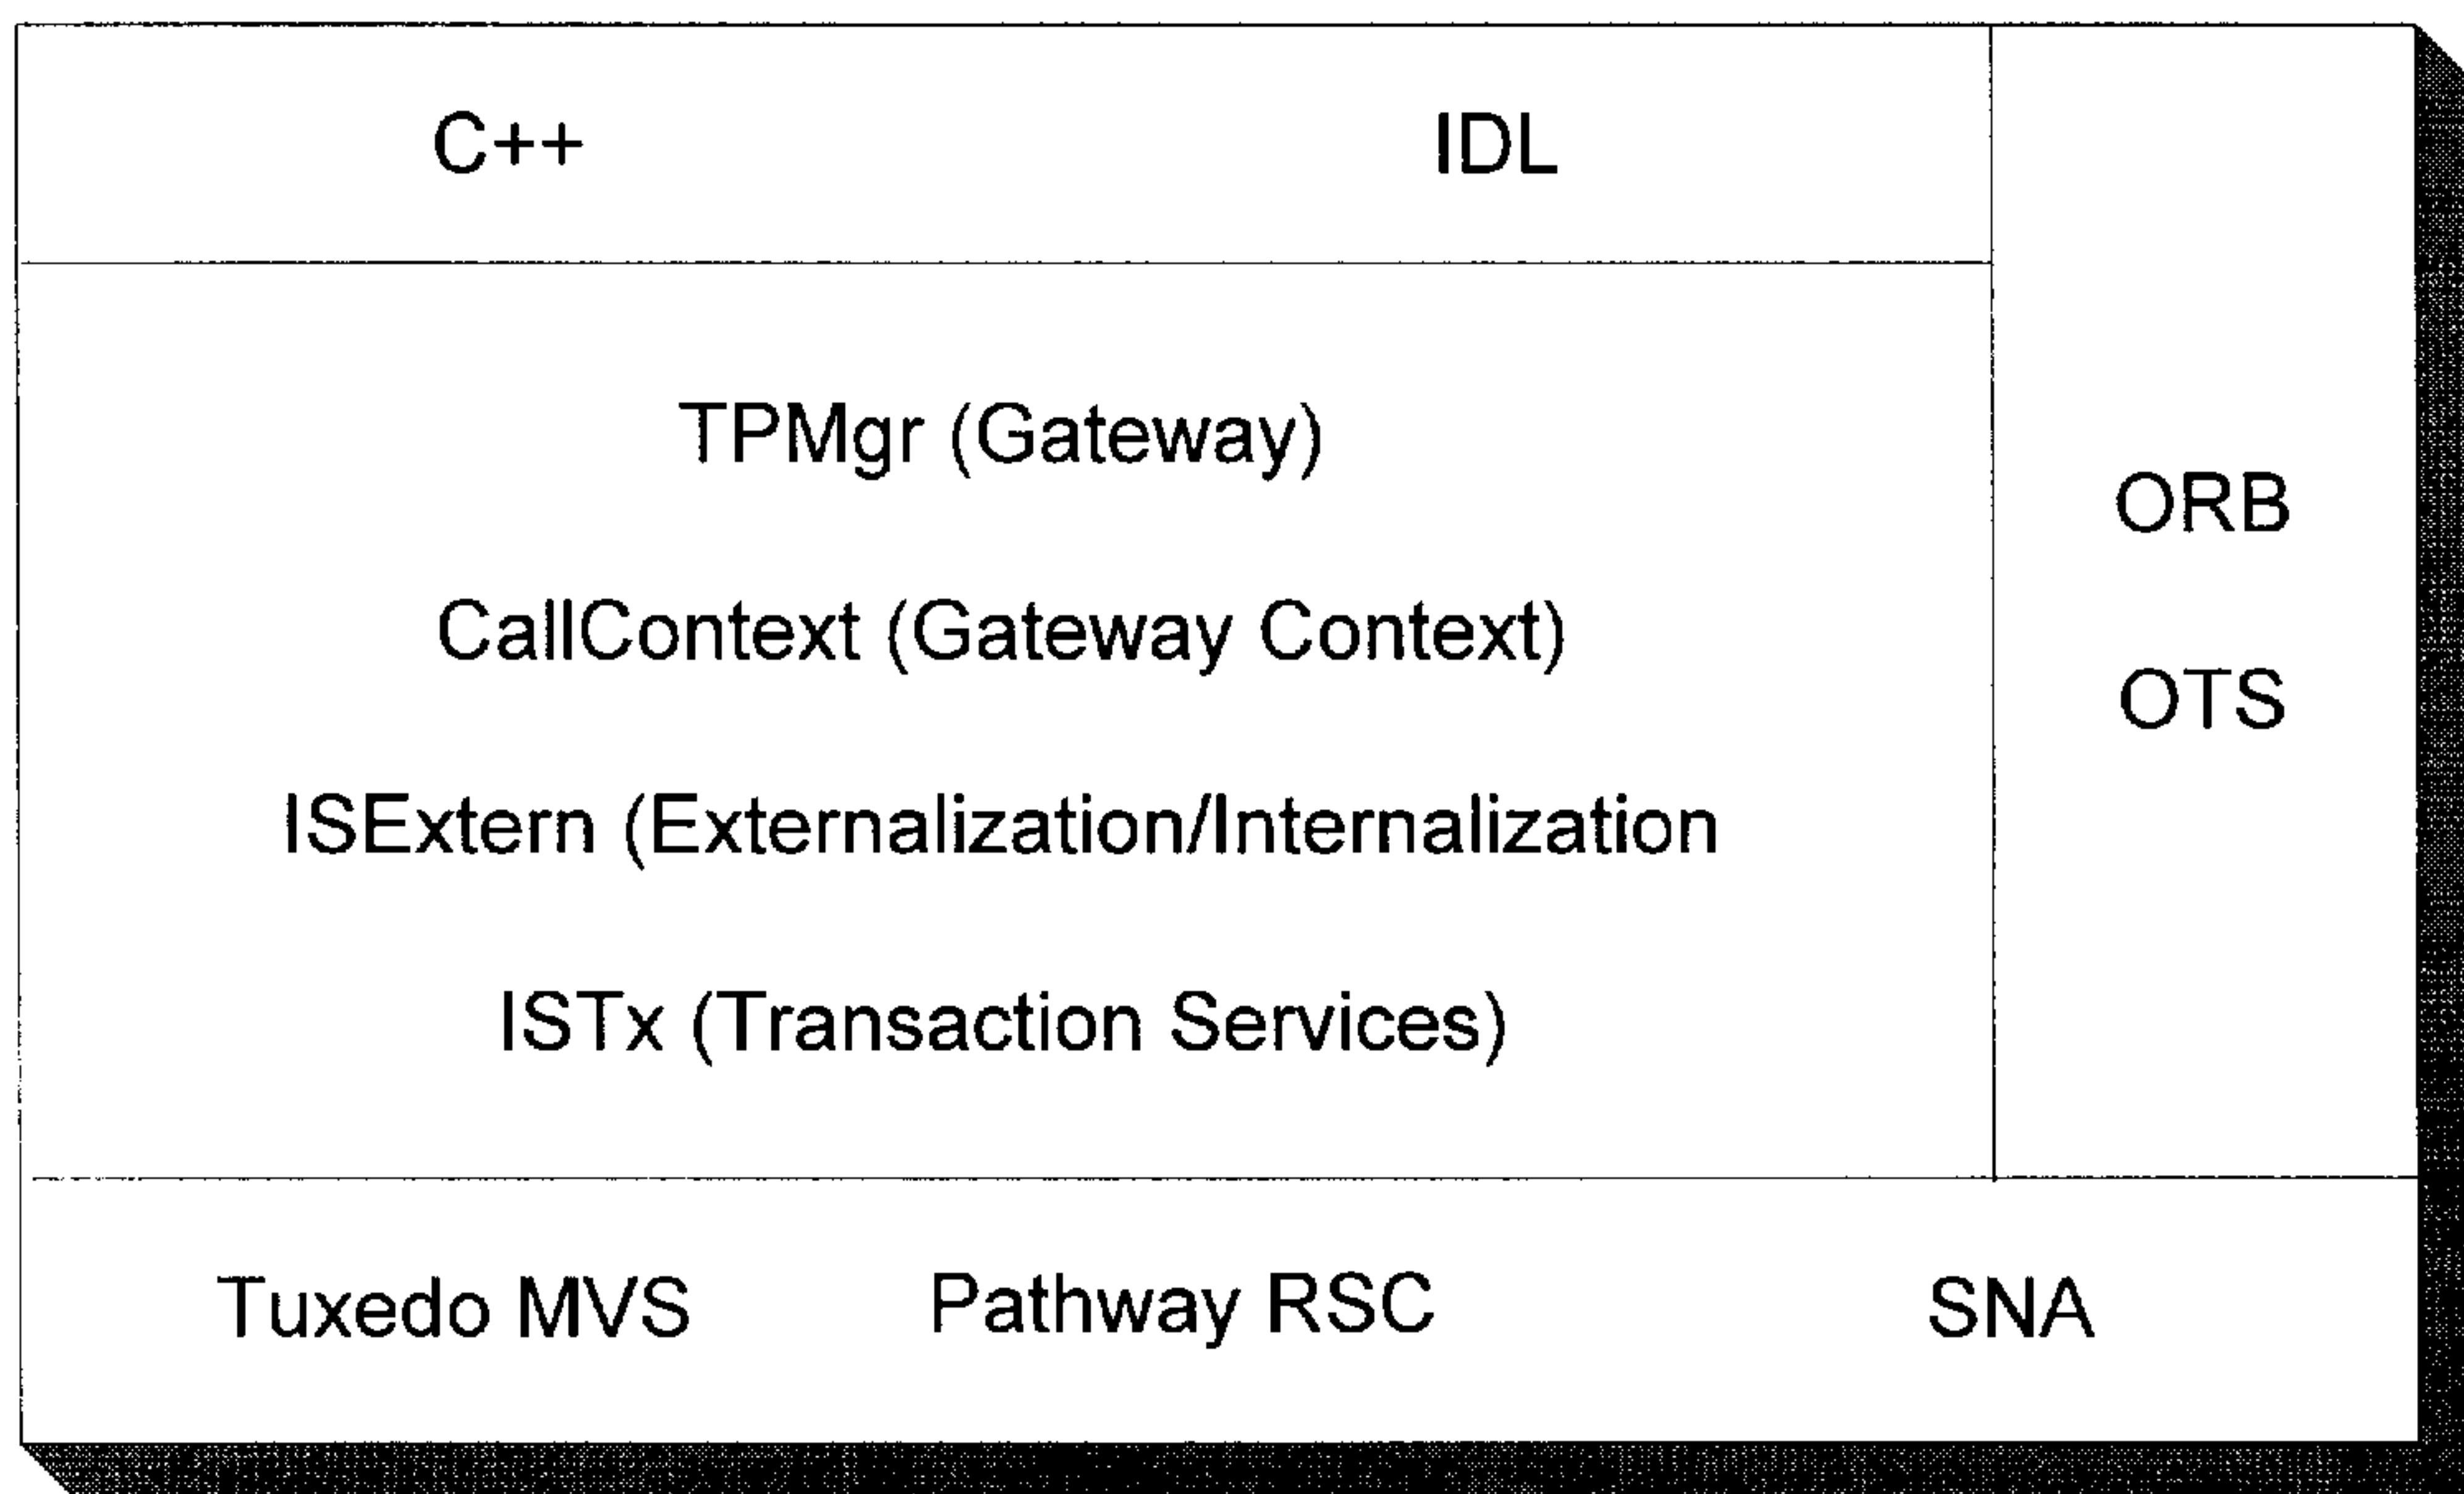 C++ IDL
TPMgr (Gateway)
CallContext (Gateway Context)
ISExtern (Externalization/Internalization
ISTx (Transaction Services)
ORB
OTS
Tuxedo MVS Pathway RSC SNA